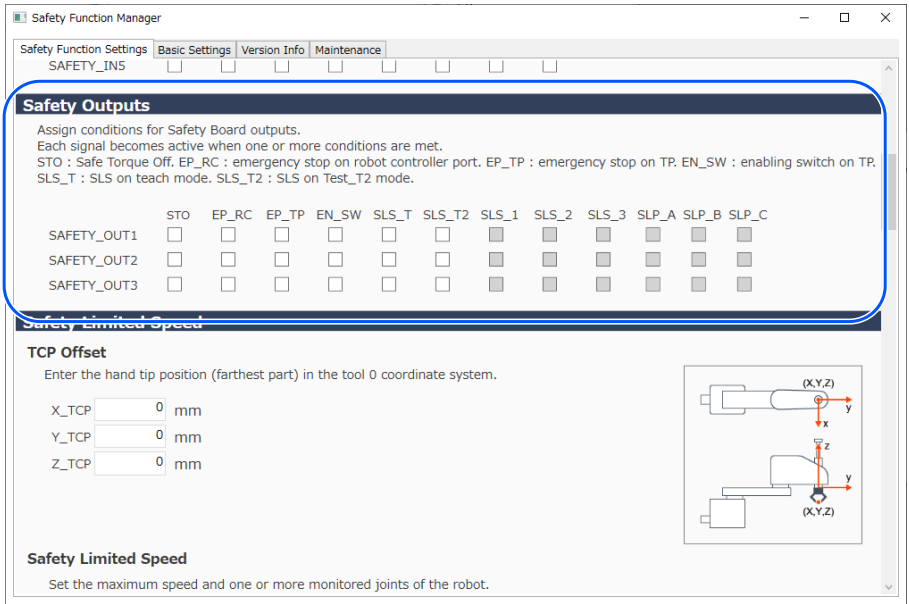 Safety Function Manager
Safety Function Settings Basic Settings Version Info Maintenance
SAFETY_IN5
Safety Outputs
Assign conditions for Safety Board outputs.
Each signal becomes active when one or more conditions are met.
STO : Safe Torque Off. EP_RC : emergency stop on robot controller port. EP_TP : emergency stop on TP. EN_SW : enabling switch on TP.
SLS_T : SLS on teach mode. SLS_T2 : SLS on Test_T2 mode.
STO EP_RC EP_TP EN_SW SLS_T SLS_T2 SLS_1 SLS_2 SLS_3 SLP_A SLP_B SLP_C
SAFETY_OUT1
SAFETY_OUT2
SAFETY_OUT3
Safety Limited Speed
TCP Offset
Enter the hand tip position (farthest part) in the tool 0 coordinate system.
X_TCP 0 mm
Y_TCP 0 mm
Z_TCP 0 mm
(X,Y,Z)
y
x
z
y
(X,Y,Z)
Safety Limited Speed
Set the maximum speed and one or more monitored joints of the robot.